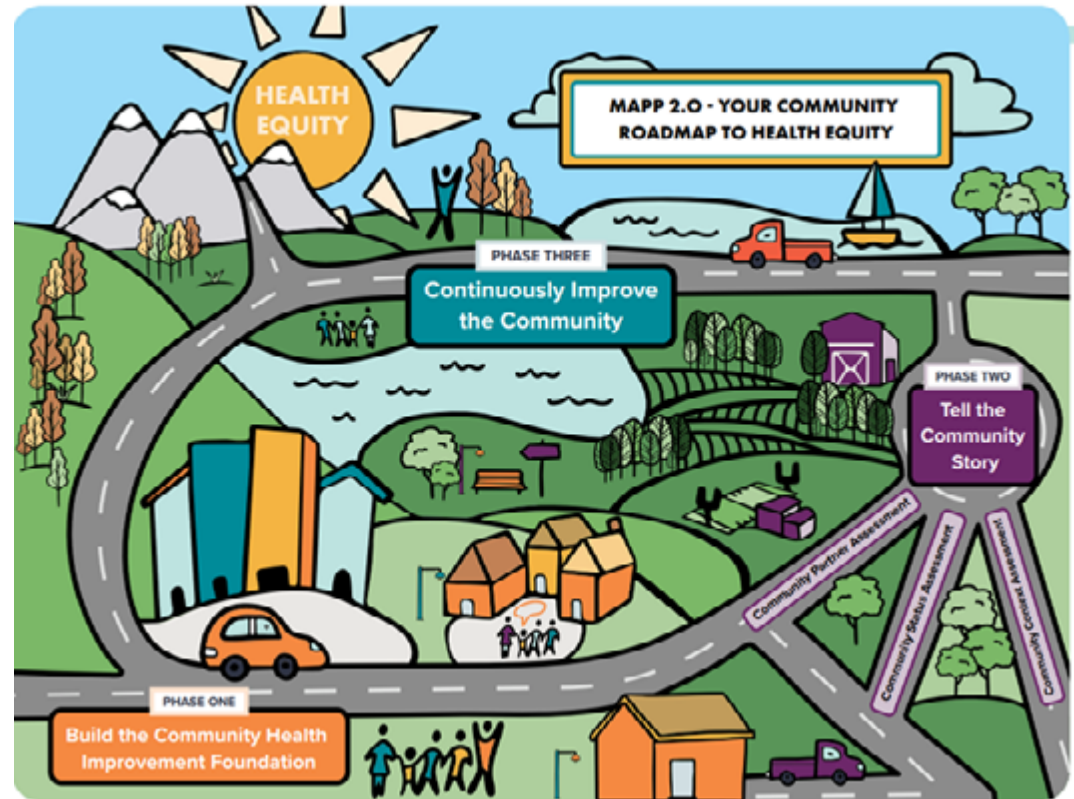 HEALTH
EQUITY
MAPP 2.0 - YOUR COMMUNITY
ROADMAP TO HEALTH EQUITY
PHASE THREE
Continuously Improve
the Community
PHASE TWO
Tell the
Community
Story
Community Partner Assessment
Community Status Assessment
Community Context Assessment
PHASE ONE
Build the Community Health
Improvement Foundation